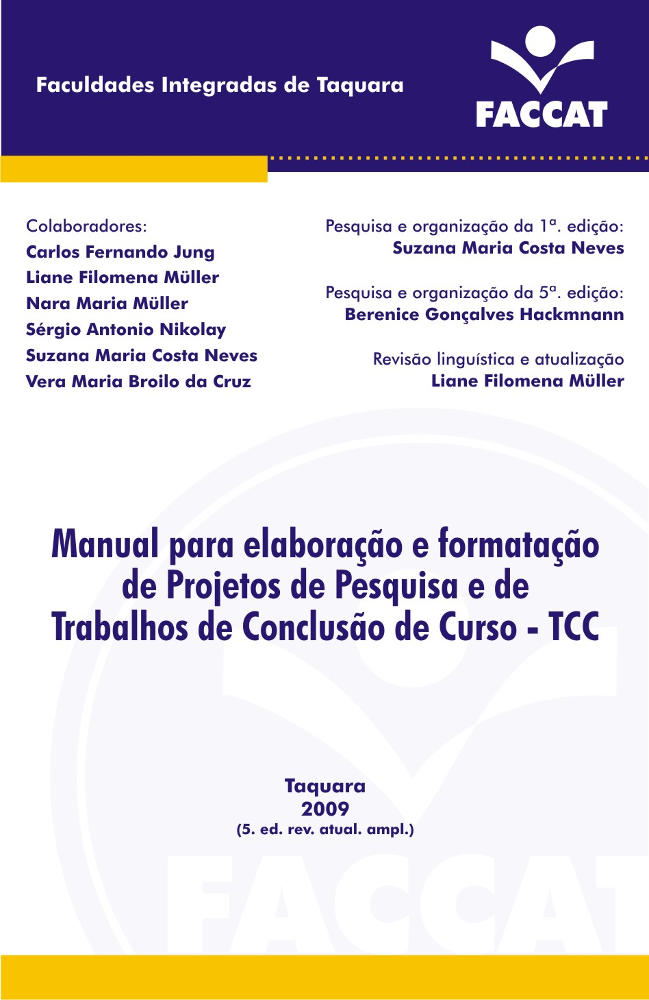 Faculdades Integradas de Taquara
FACCAT
Colaboradores:
Carlos Fernando Jung
Liane Filomena Müller
Nara Maria Müller
Sérgio Antonio Nikolay
Suzana Maria Costa Neves
Vera Maria Broilo da Cruz
Pesquisa e organização da 1ª. edição:
Suzana Maria Costa Neves
Pesquisa e organização da 5ª. edição:
Berenice Gonçalves Hackmnann
Revisão linguística e atualização
Liane Filomena Müller
Manual para elaboração e formatação
de Projetos de Pesquisa e de
Trabalhos de Conclusão de Curso - TCC
Taquara
2009
(5. ed. rev. atual. ampl.)
FACCAT